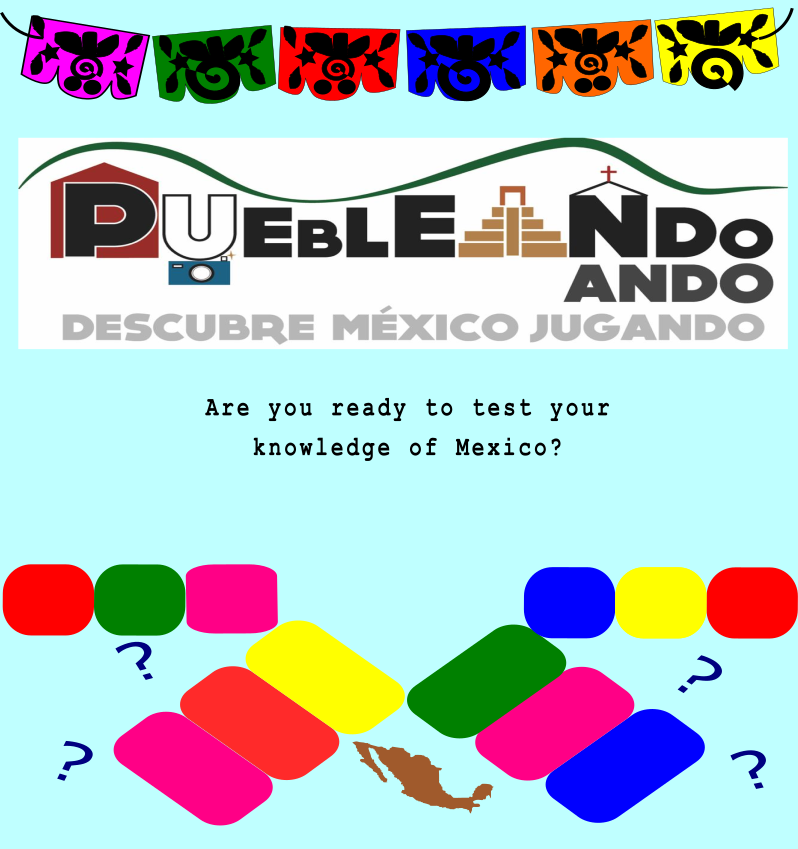 PUEBLEANDO
ANDO
DESCUBRE MÉXICO JUGANDO
Are you ready to test your
knowledge of Mexico?
?
?
?
?